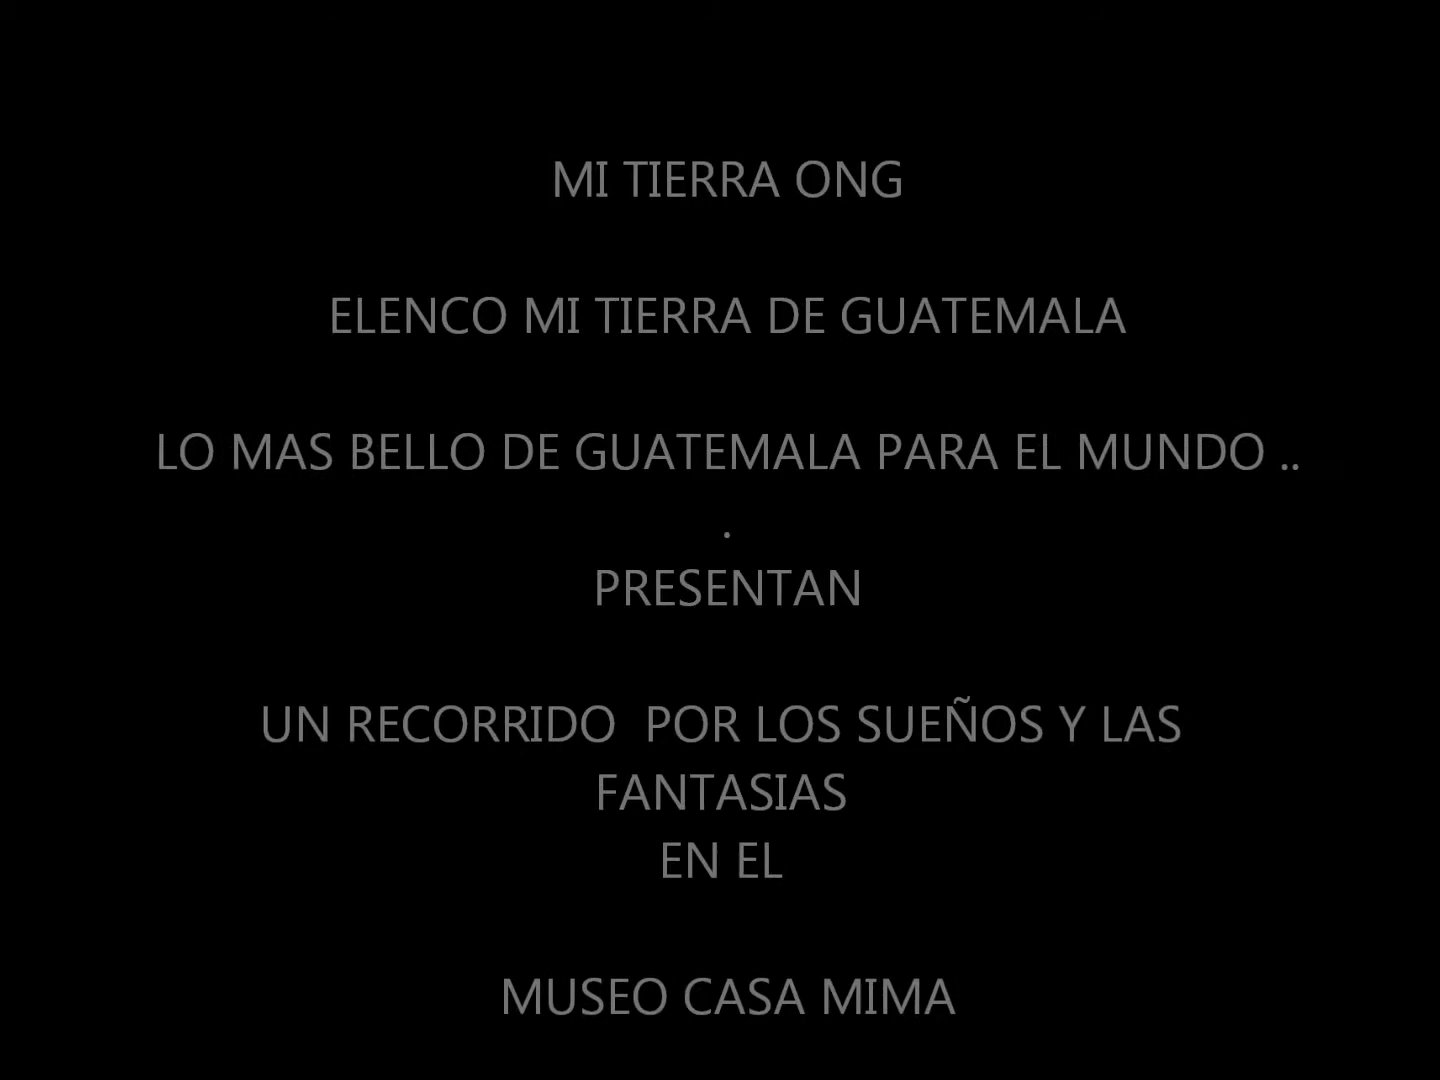 MI TIERRA ONG
ELENCO MI TIERRA DE GUATEMALA
LO MAS BELLO DE GUATEMALA PARA EL MUNDO ..
.
PRESENTAN
UN RECORRIDO  POR LOS SUEÑOS Y LAS
FANTASIAS
EN EL
MUSEO CASA MIMA